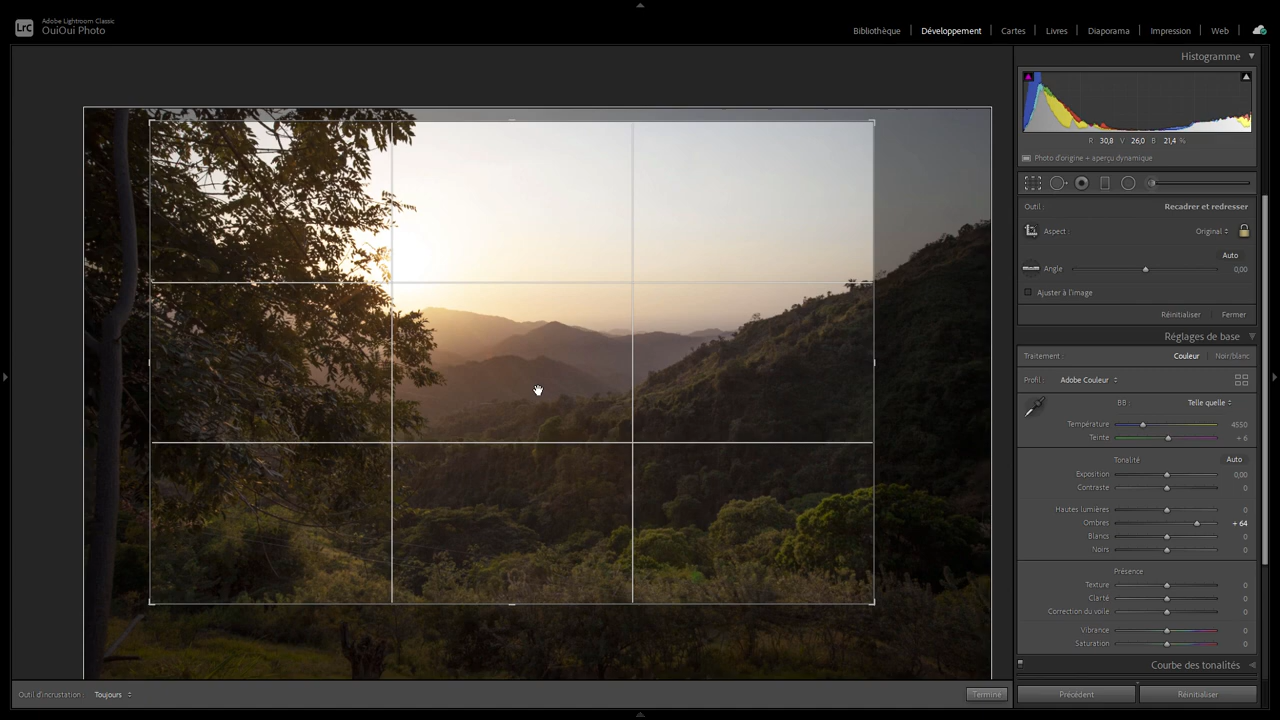 Lrc
Adobe Lightroom Classic
OuiOui Photo
Bibliothèque
Développement
Cartes
Livres
Diaporama
Impression
Web
Histogramme
R 30,8 V 26,0 B 21,4 %
Photo d'origine + aperçu dynamique
Outil : Recadrer et redresser
Aspect : Original
Auto
Angle 0,00
Ajuster à l'image
Réinitialiser Fermer
Réglages de base
Traitement : Couleur Noir/blanc
Profil : Adobe Couleur
BB : Telle quelle
Température 4550
Teinte + 6
Tonalité Auto
Exposition 0,00
Contraste 0
Hautes lumières 0
Ombres + 64
Blancs 0
Noirs 0
Présence
Texture 0
Clarté 0
Correction du voile 0
Vibrance 0
Saturation 0
Courbe des tonalités
Outil d'incrustation : Toujours
Terminé
Précédent
Réinitialiser